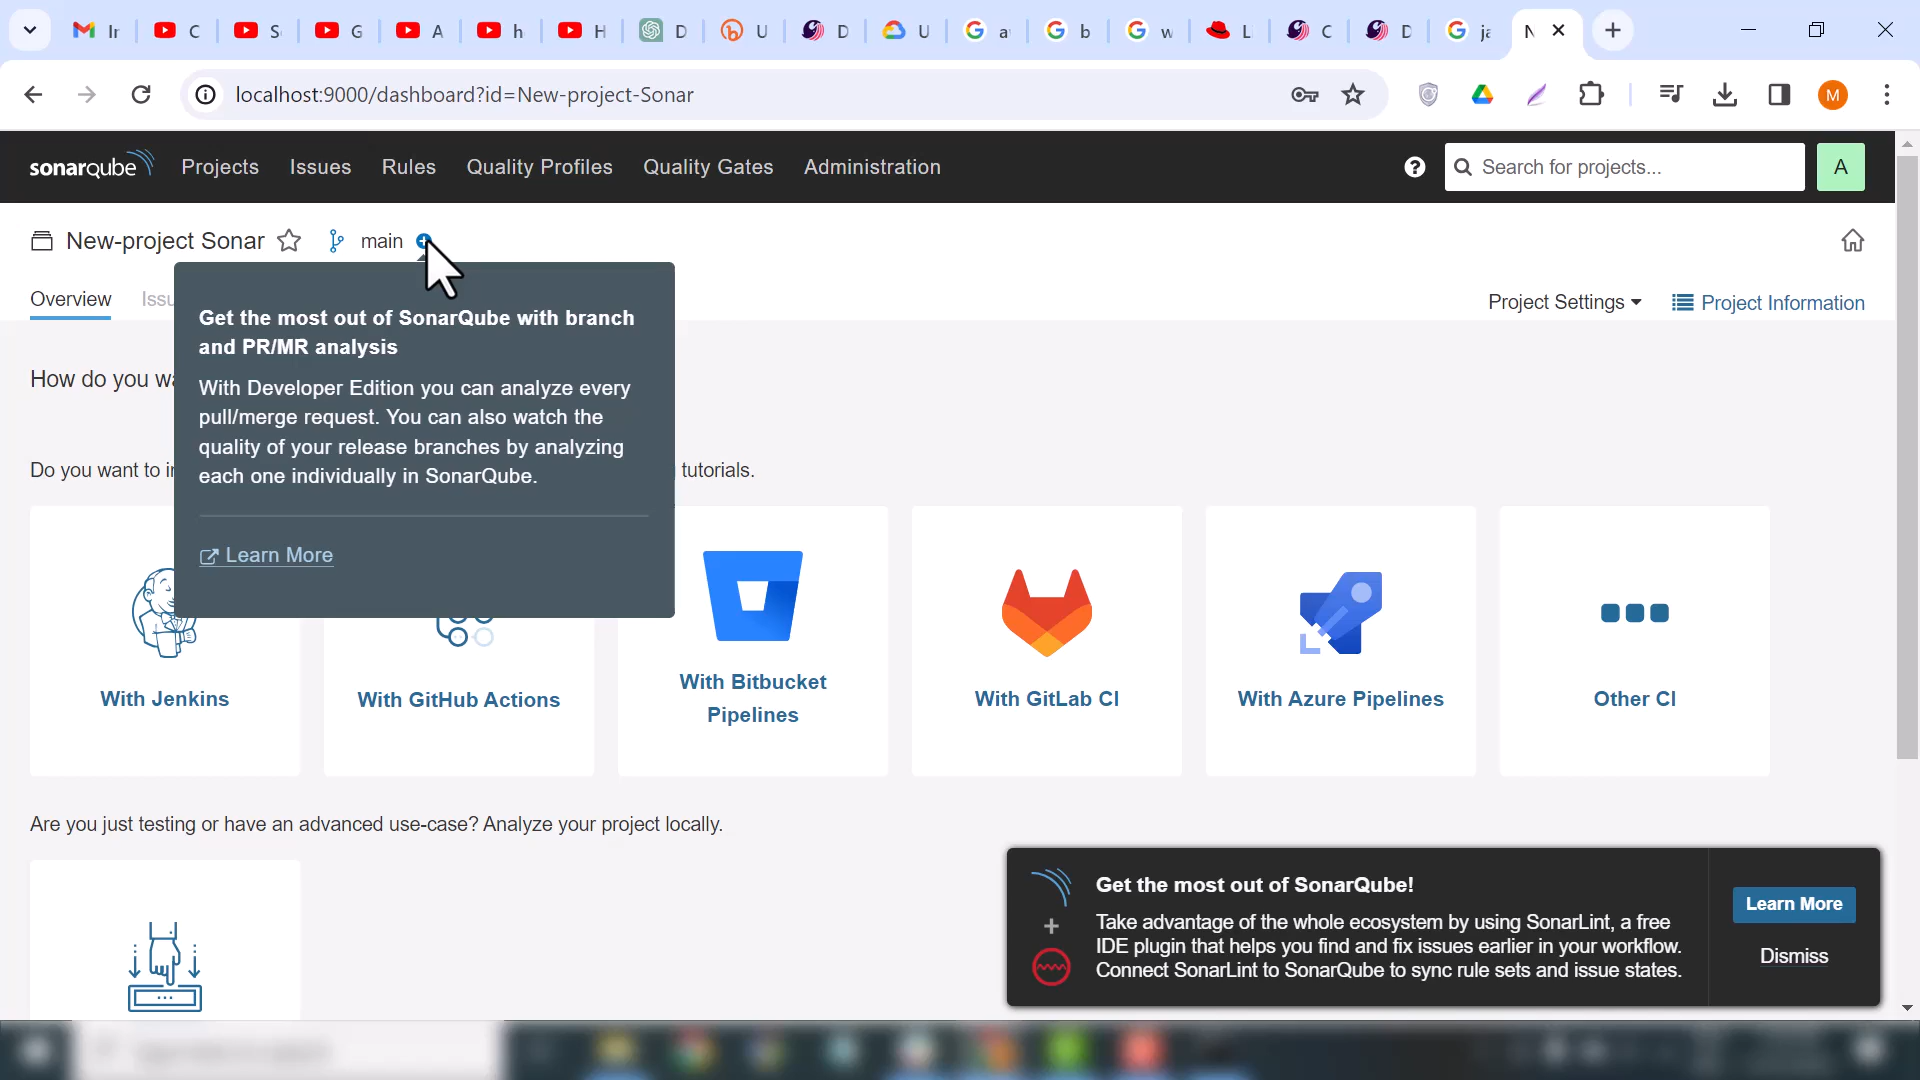 Ir
C
S
G
A
h
H
D
U
D
U
a
b
w
L
C
D
ja
N
localhost:9000/dashboard?id=New-project-Sonar
M
sonarqube
Projects
Issues
Rules
Quality Profiles
Quality Gates
Administration
Search for projects...
A
New-project Sonar
main
Overview
Issu
Project Settings
Project Information
Get the most out of SonarQube with branch
and PR/MR analysis
With Developer Edition you can analyze every
pull/merge request. You can also watch the
quality of your release branches by analyzing
each one individually in SonarQube.
Learn More
How do you wa
Do you want to in
tutorials.
With Jenkins
With GitHub Actions
With Bitbucket
Pipelines
With GitLab CI
With Azure Pipelines
Other CI
Are you just testing or have an advanced use-case? Analyze your project locally.
Get the most out of SonarQube!
Take advantage of the whole ecosystem by using SonarLint, a free
IDE plugin that helps you find and fix issues earlier in your workflow.
Connect SonarLint to SonarQube to sync rule sets and issue states.
Learn More
Dismiss